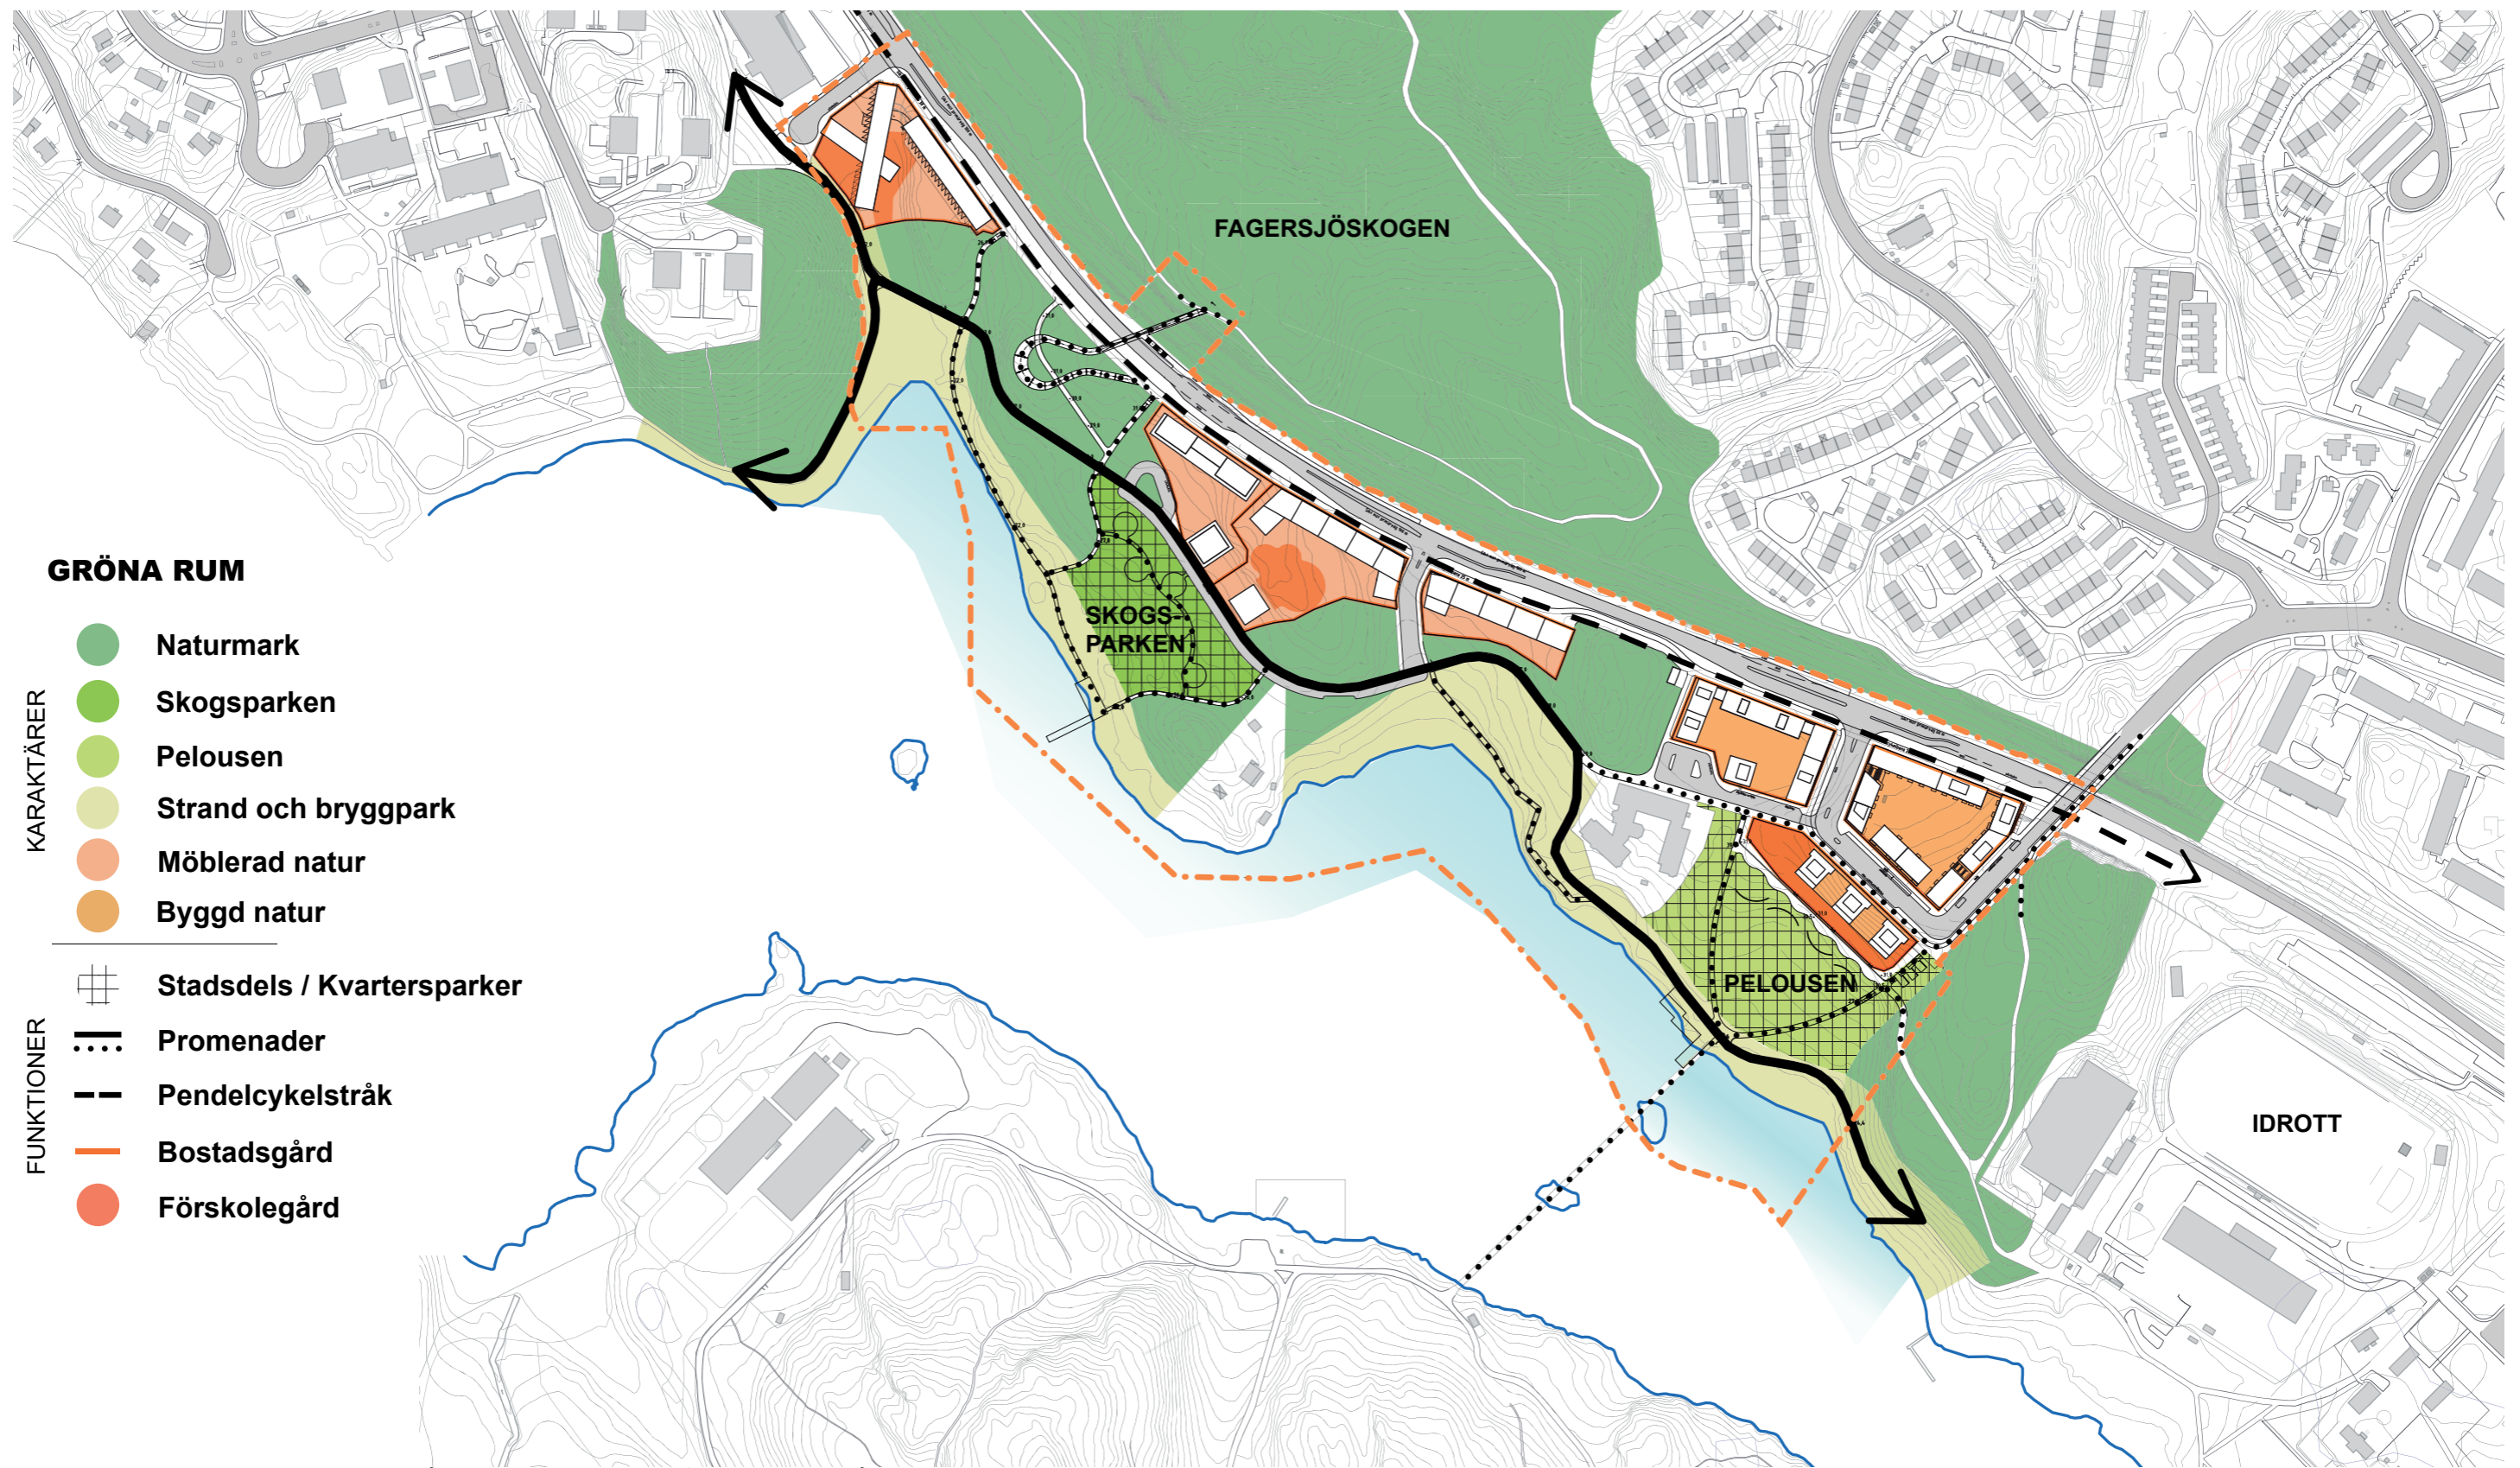 FAGERSJÖSKOGEN
GRÖNA RUM
KARAKTÄRER
Naturmark
Skogsparken
Pelousen
Strand och bryggpark
Möblerad natur
Byggd natur
FUNKTIONER
Stadsdels / Kvartersparker
Promenader
Pendelcykelstråk
Bostadsgård
Förskolegård
SKOGS-
PARKEN
PELOUSEN
IDROTT